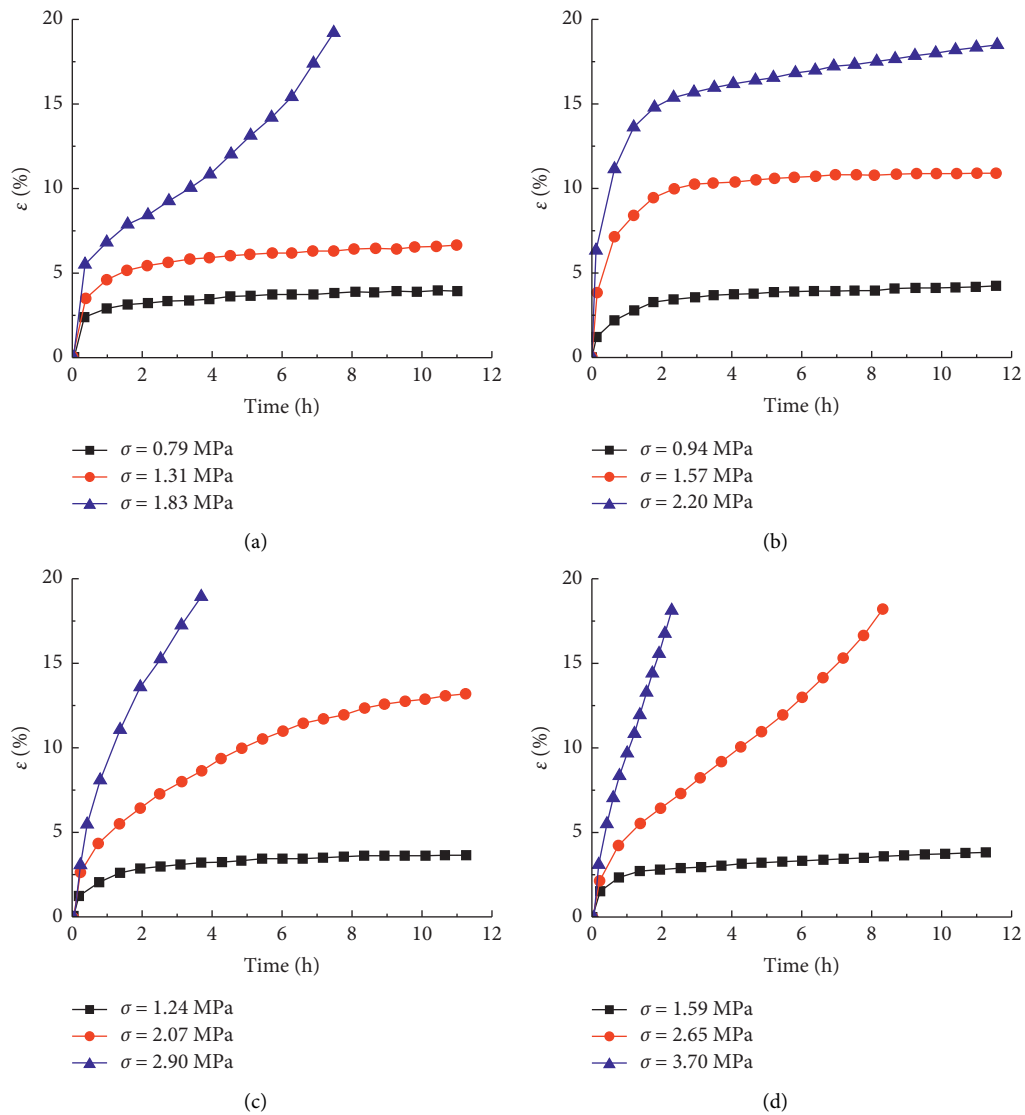 20
15
10
5
0
ε (%)
0 2 4 6 8 10 12
Time (h)
σ = 0.79 MPa
σ = 1.31 MPa
σ = 1.83 MPa
(a)
20
15
10
5
0
ε (%)
0 2 4 6 8 10 12
Time (h)
σ = 0.94 MPa
σ = 1.57 MPa
σ = 2.20 MPa
(b)
20
15
10
5
0
ε (%)
0 2 4 6 8 10 12
Time (h)
σ = 1.24 MPa
σ = 2.07 MPa
σ = 2.90 MPa
(c)
20
15
10
5
0
ε (%)
0 2 4 6 8 10 12
Time (h)
σ = 1.59 MPa
σ = 2.65 MPa
σ = 3.70 MPa
(d)